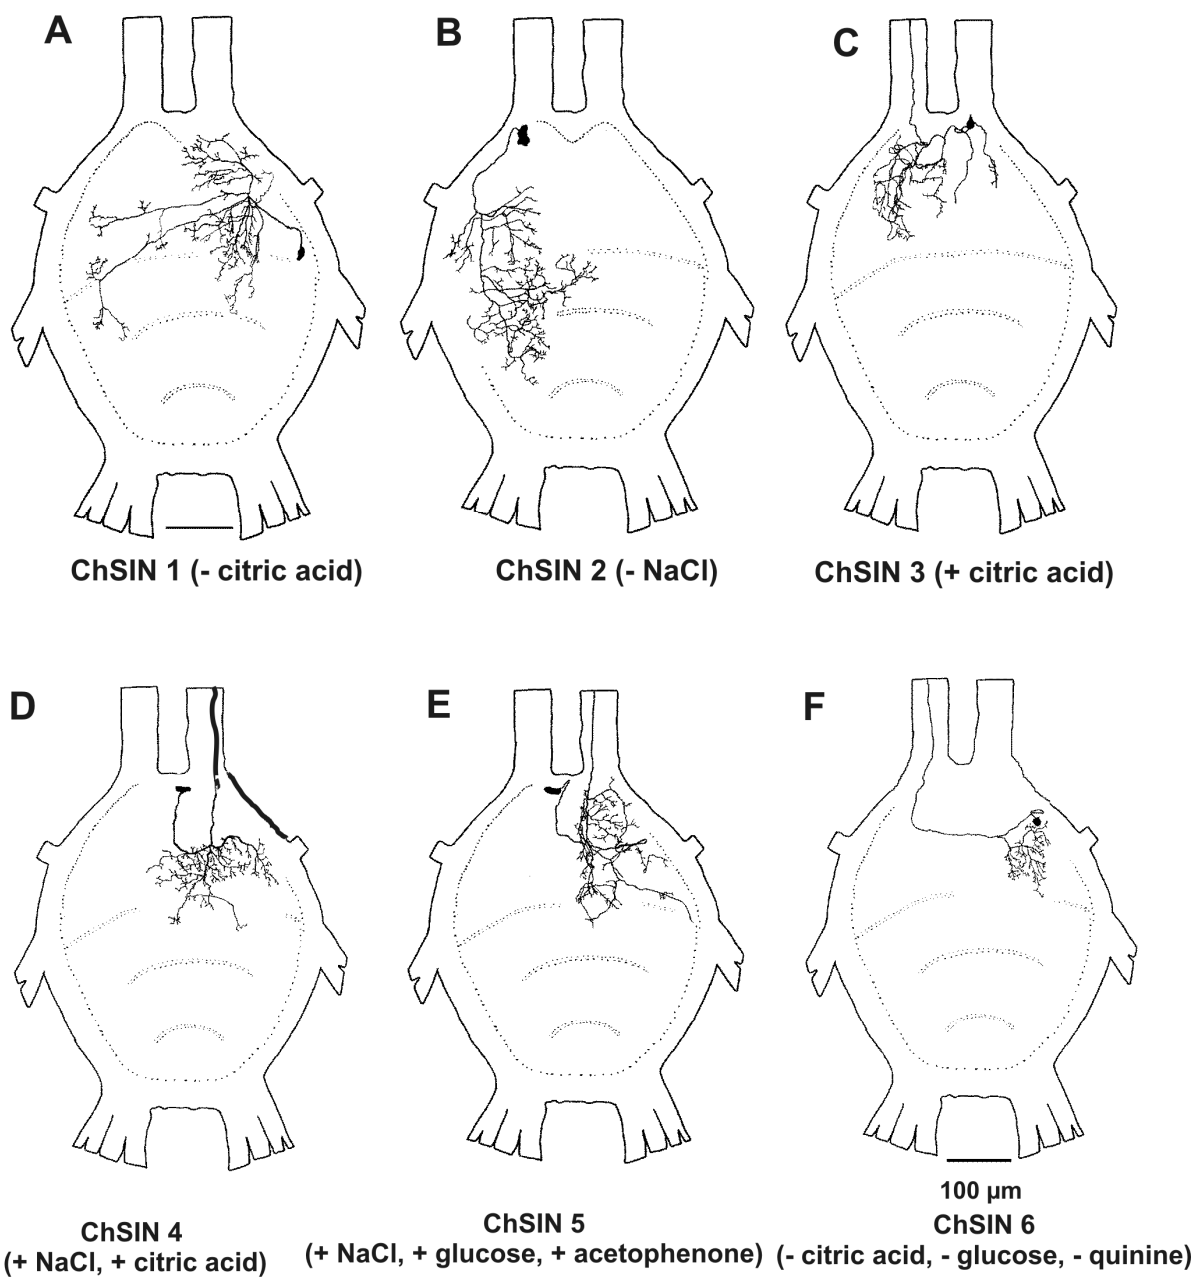 A
B
C
ChSIN 1 (- citric acid)
ChSIN 2 (- NaCl)
ChSIN 3 (+ citric acid)
D
E
F
100 µm
ChSIN 4
(+ NaCl, + citric acid)
ChSIN 5
(+ NaCl, + glucose, + acetophenone)
ChSIN 6
(- citric acid, - glucose, - quinine)